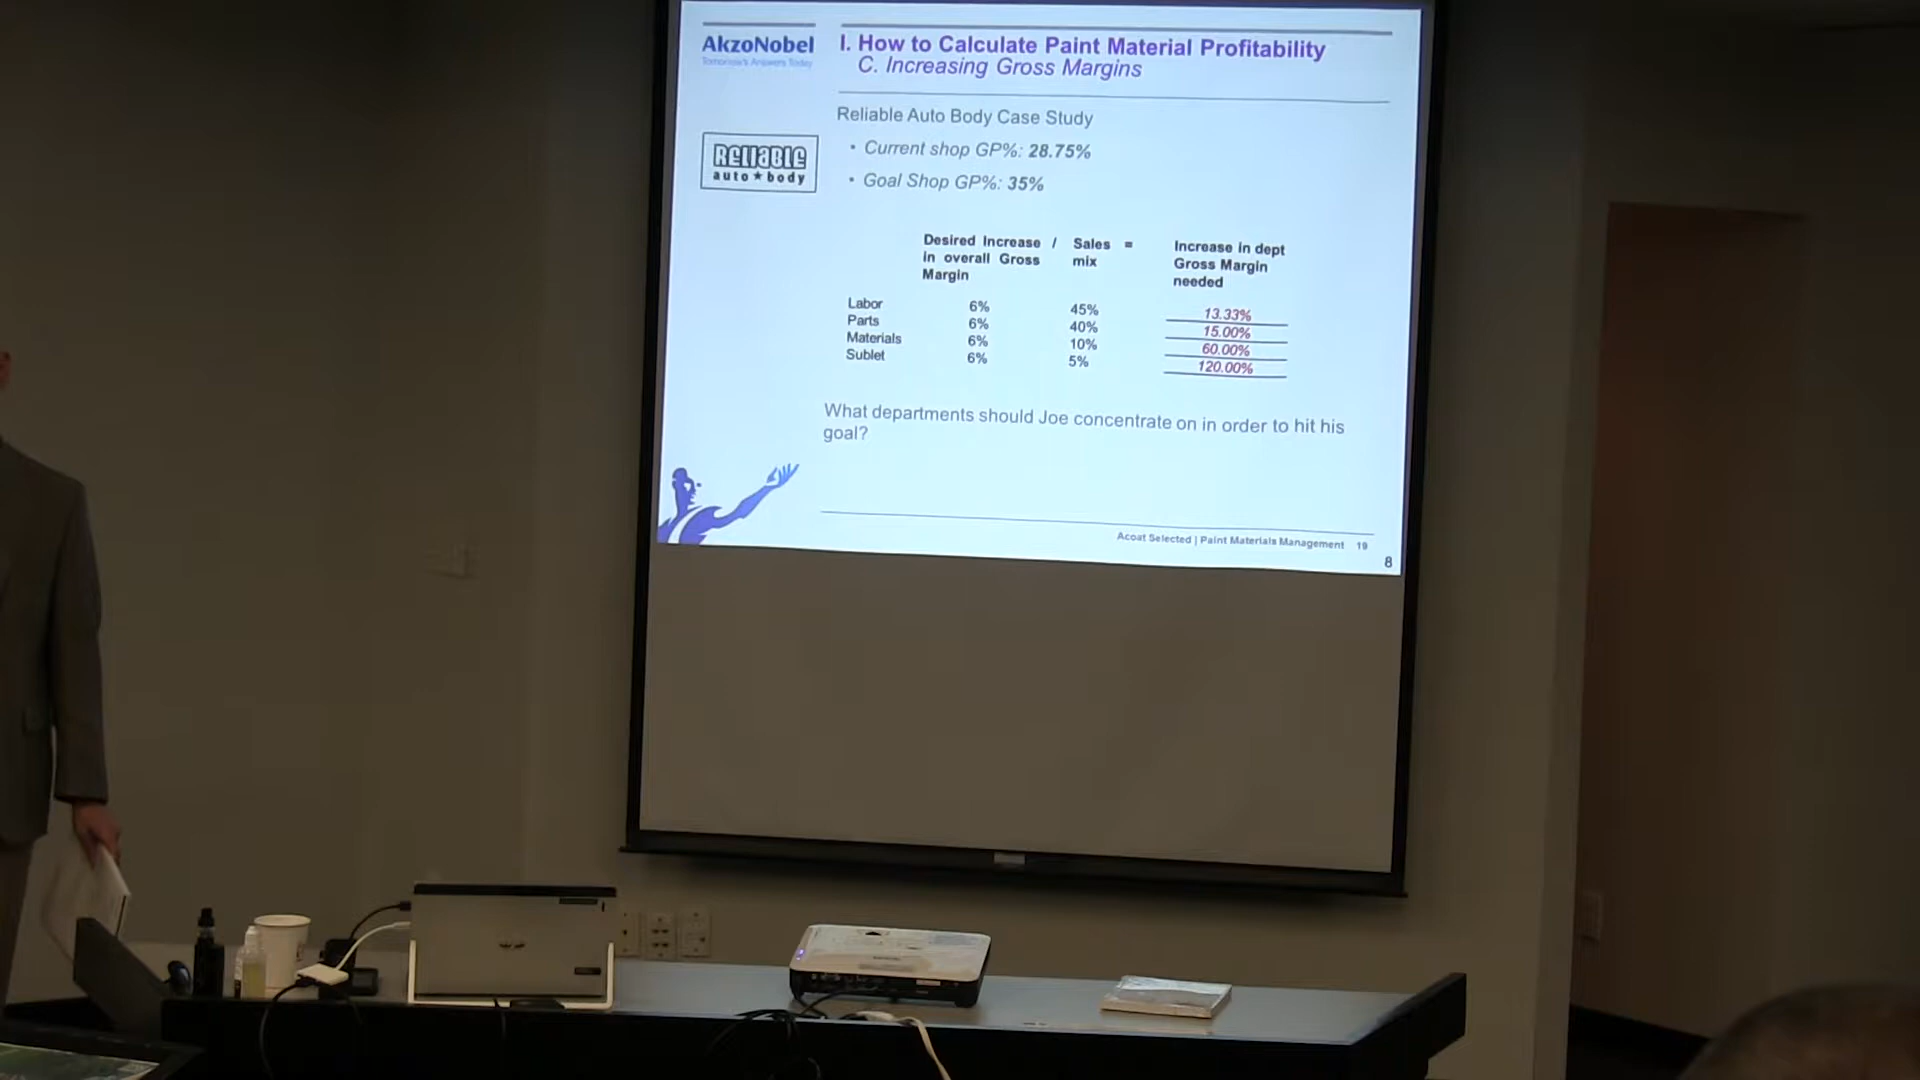 AkzoNobel
Tomorrow's Answers Today
I. How to Calculate Paint Material Profitability
C. Increasing Gross Margins
Reliable Auto Body Case Study
RELIABLE
auto★body
• Current shop GP%: 28.75%
• Goal Shop GP%: 35%
Desired Increase / Sales =
in overall Gross mix
Margin
Increase in dept
Gross Margin
needed
Labor 6% 45% 13.33%
Parts 6% 40% 15.00%
Materials 6% 10% 60.00%
Sublet 6% 5% 120.00%
What departments should Joe concentrate on in order to hit his
goal?
Acoat Selected | Paint Materials Management 19
8